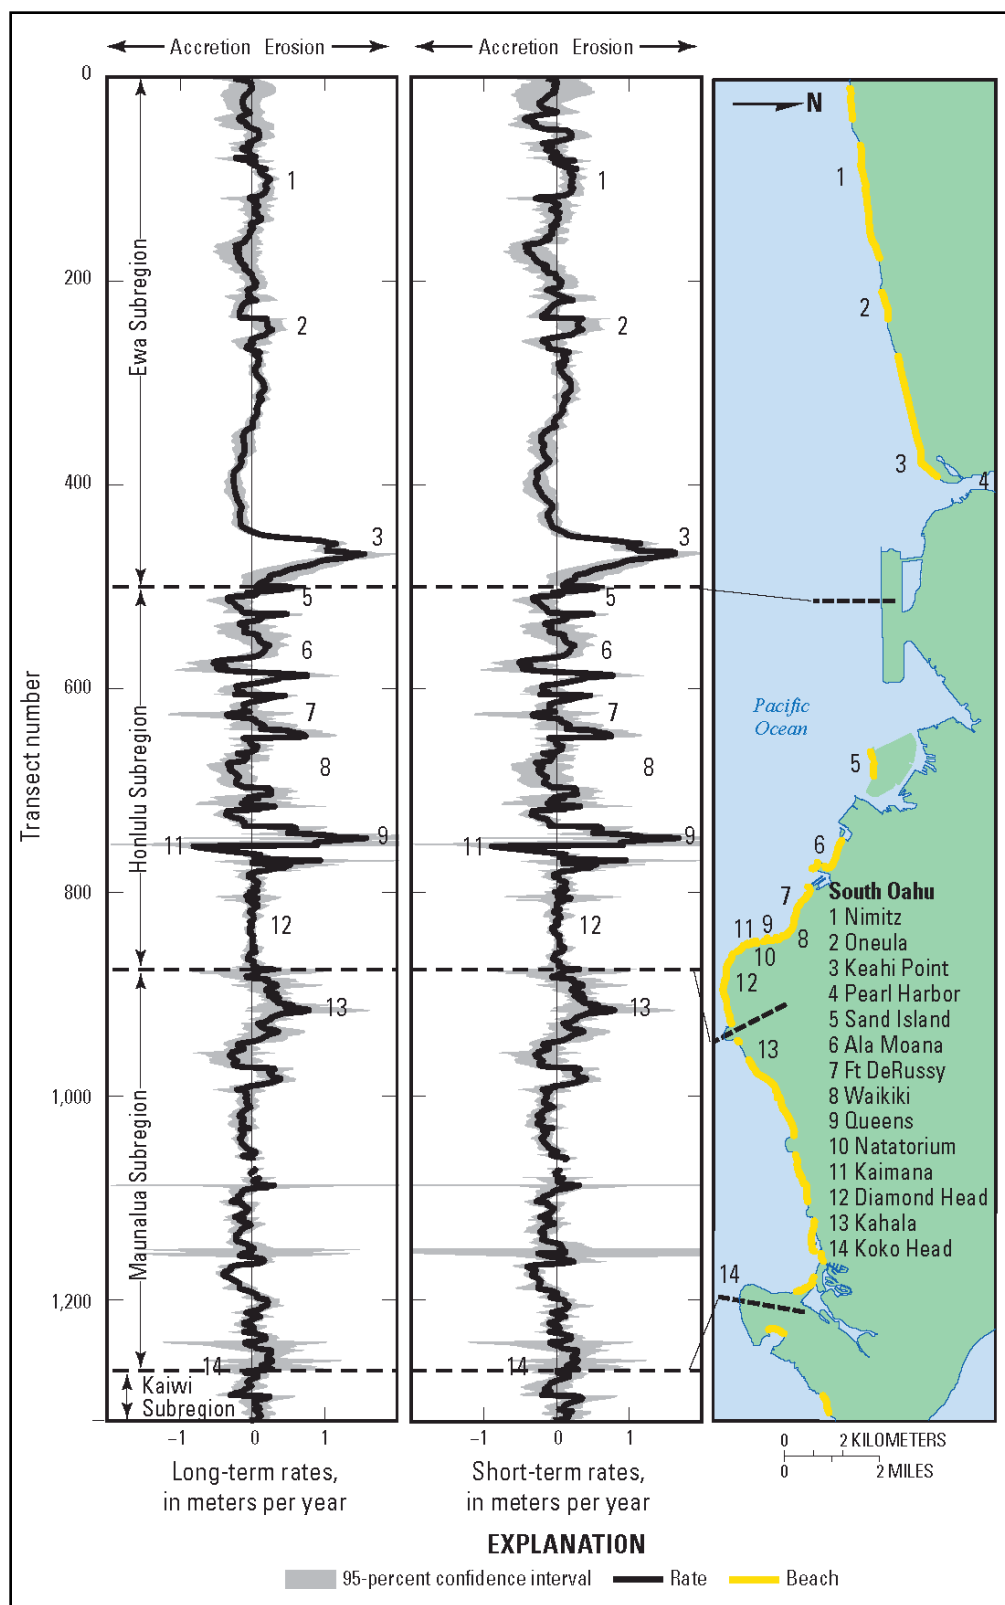 Accretion Erosion
Accretion Erosion
Transect number
0
200
400
600
800
1,000
1,200
Ewa Subregion
Honlulu Subregion
Maunalua Subregion
Kaiwi
Subregion
1
2
3
5
6
7
8
9
11
12
13
14
−1
0
1
Long-term rates,
in meters per year
1
2
3
5
6
7
8
9
11
12
13
14
−1
0
1
Short-term rates,
in meters per year
N
1
2
3
4
Pacific
Ocean
5
6
7
8
9
10
11
12
13
14
South Oahu
1 Nimitz
2 Oneula
3 Keahi Point
4 Pearl Harbor
5 Sand Island
6 Ala Moana
7 Ft DeRussy
8 Waikiki
9 Queens
10 Natatorium
11 Kaimana
12 Diamond Head
13 Kahala
14 Koko Head
0 2 KILOMETERS
0 2 MILES
EXPLANATION
95-percent confidence interval
Rate
Beach